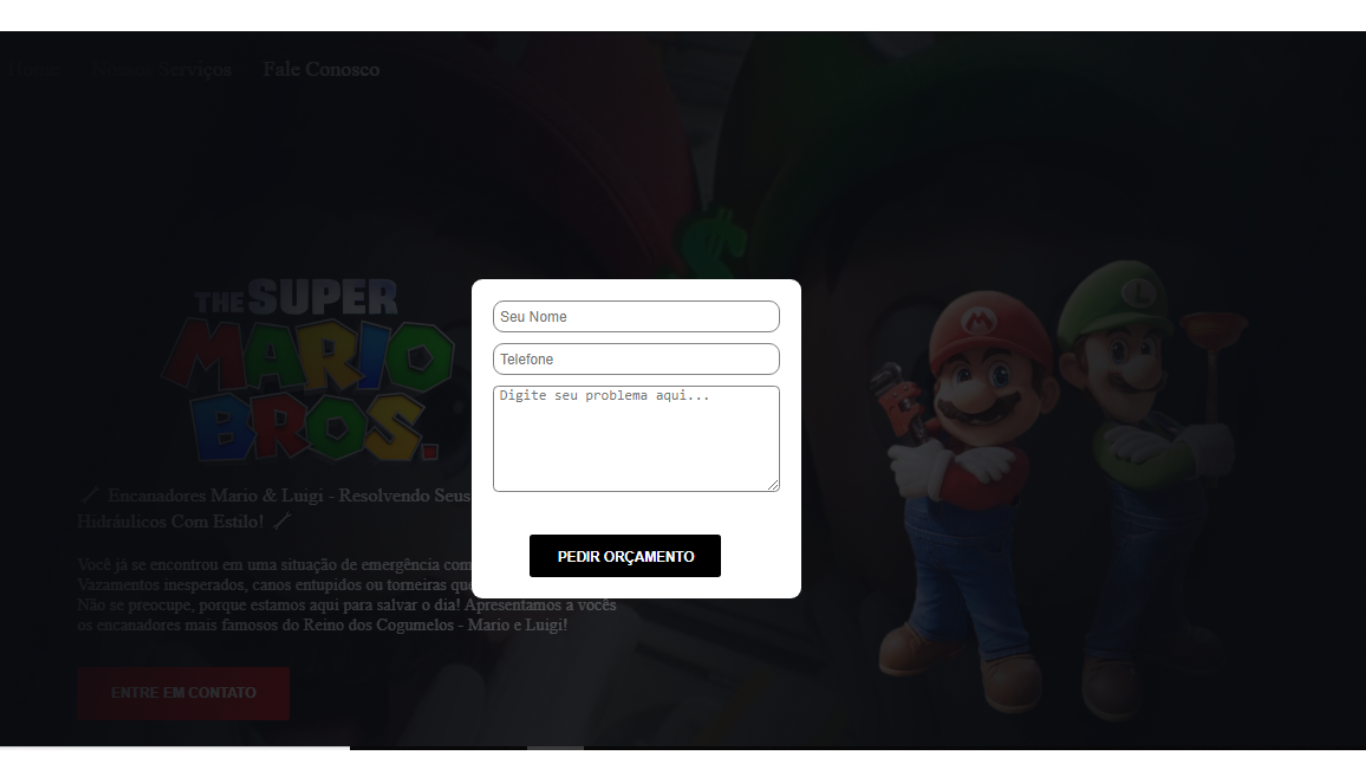 Home Nossos Serviços Fale Conosco
THE SUPER
MARIO
BROS.
Seu Nome
Telefone
Digite seu problema aqui...
PEDIR ORÇAMENTO
Encanadores Mario & Luigi - Resolvendo Seus
Hidráulicos Com Estilo!
Você já se encontrou em uma situação de emergência com
Vazamentos inesperados, canos entupidos ou torneiras que
Não se preocupe, porque estamos aqui para salvar o dia! Apresentamos a vocês
os encanadores mais famosos do Reino dos Cogumelos - Mario e Luigi!
ENTRE EM CONTATO
M
L